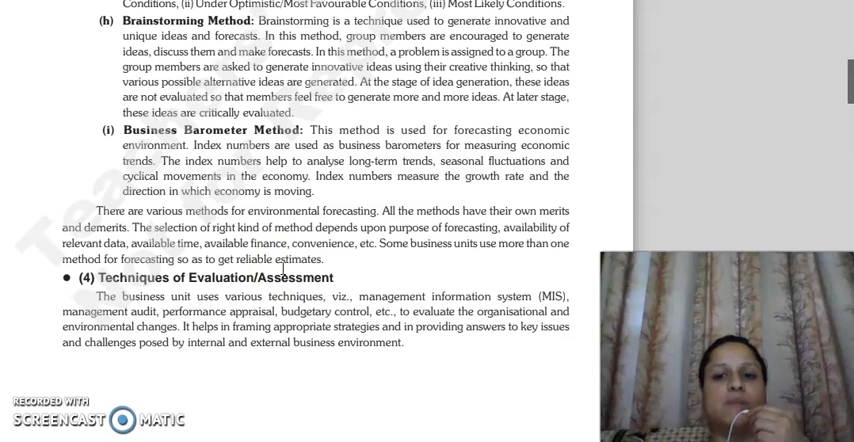 Conditions, (ii) Under Optimistic/Most Favourable Conditions, (iii) Most Likely Conditions.
(h) Brainstorming Method: Brainstorming is a technique used to generate innovative and
unique ideas and forecasts. In this method, group members are encouraged to generate
ideas, discuss them and make forecasts. In this method, a problem is assigned to a group. The
group members are asked to generate innovative ideas using their creative thinking, so that
various possible alternative ideas are generated. At the stage of idea generation, these ideas
are not evaluated so that members feel free to generate more and more ideas. At later stage,
these ideas are critically evaluated.
(i) Business Barometer Method: This method is used for forecasting economic
environment. Index numbers are used as business barometers for measuring economic
trends. The index numbers help to analyse long-term trends, seasonal fluctuations and
cyclical movements in the economy. Index numbers measure the growth rate and the
direction in which economy is moving.
There are various methods for environmental forecasting. All the methods have their own merits
and demerits. The selection of right kind of method depends upon purpose of forecasting, availability of
relevant data, available time, available finance, convenience, etc. Some business units use more than one
method for forecasting so as to get reliable estimates.
• (4) Techniques of Evaluation/Assessment
The business unit uses various techniques, viz., management information system (MIS),
management audit, performance appraisal, budgetary control, etc., to evaluate the organisational and
environmental changes. It helps in framing appropriate strategies and in providing answers to key issues
and challenges posed by internal and external business environment.
RECORDED WITH
SCREENCAST MATIC